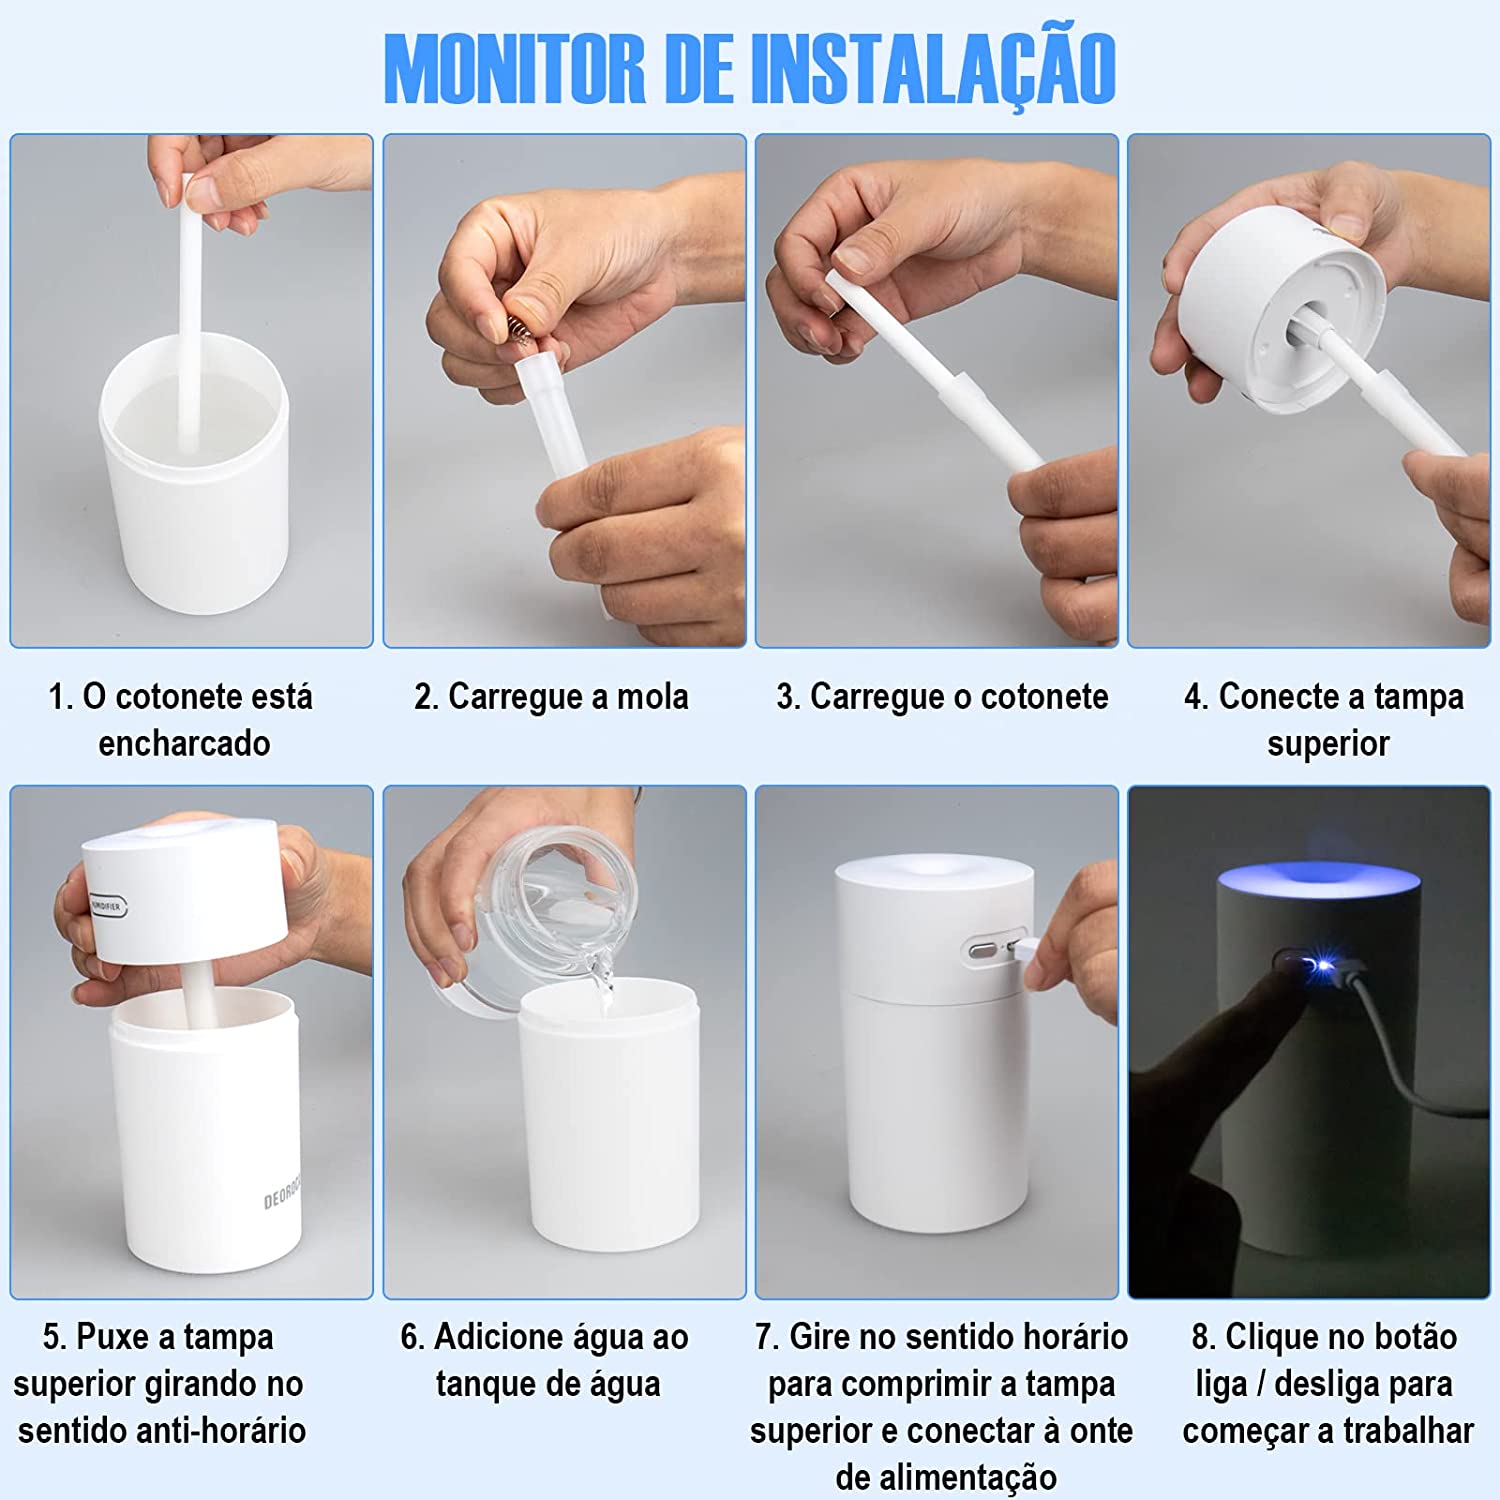 MONITOR DE INSTALAÇÃO
1. O cotonete está
encharcado
2. Carregue a mola
3. Carregue o cotonete
4. Conecte a tampa
superior
UMIDIFIER
DEOROC
5. Puxe a tampa
superior girando no
sentido anti-horário
6. Adicione água ao
tanque de água
7. Gire no sentido horário
para comprimir a tampa
superior e conectar à onte
de alimentação
8. Clique no botão
liga / desliga para
começar a trabalhar